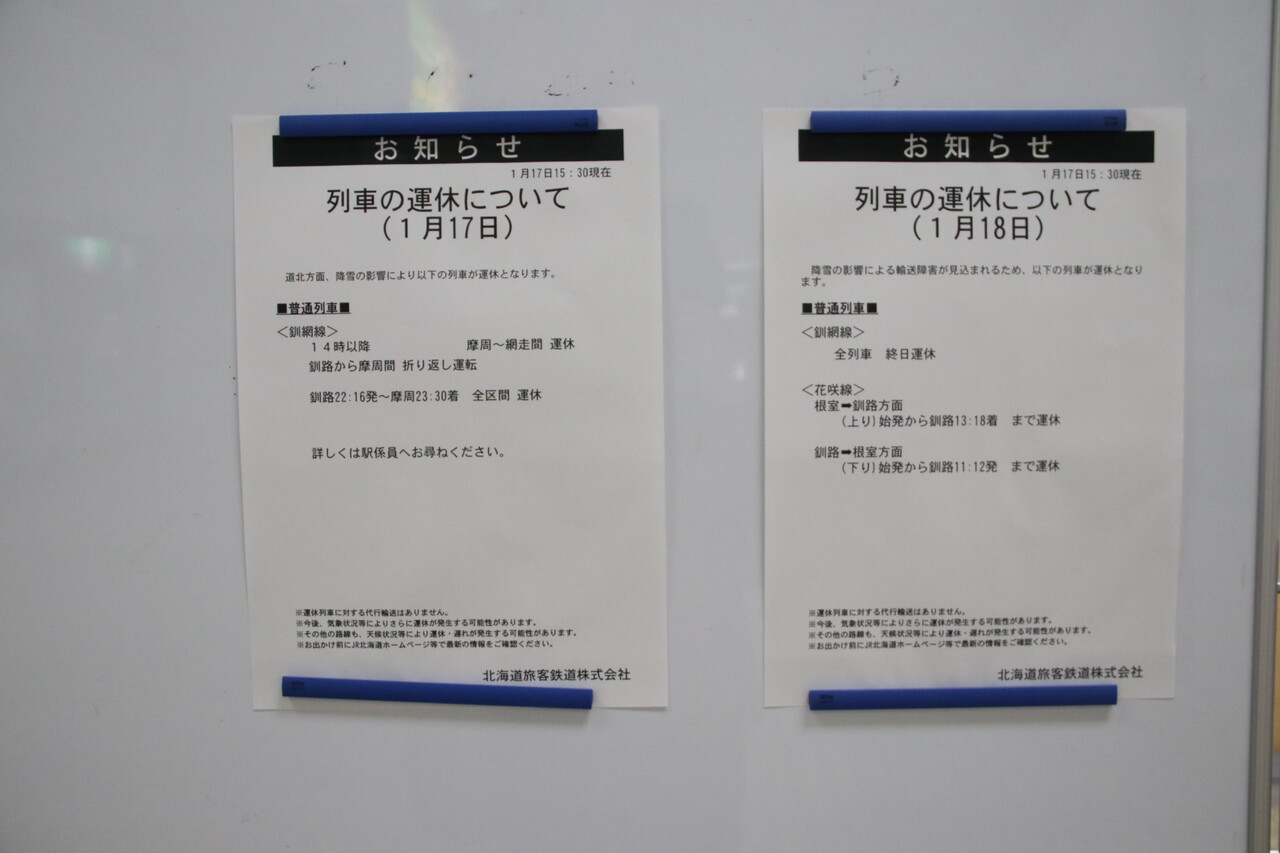 お知らせ
1月17日15：30現在
列車の運休について
（1月17日）
道北方面、降雪の影響により以下の列車が運休となります。
■普通列車■
＜釧網線＞
１４時以降　　　摩周～網走間 運休
釧路から摩周間 折り返し運転
釧路22:16発～摩周23:30着　全区間 運休
詳しくは駅係員へお尋ねください。
※運休列車に対する代行輸送はありません。
※今後、気象状況等によりさらに運休が発生する可能性があります。
※その他の路線も、天候状況等により運休・遅れが発生する可能性があります。
※お出かけ前にJR北海道ホームページ等で最新の情報をご確認ください。
北海道旅客鉄道株式会社
お知らせ
1月17日15：30現在
列車の運休について
（1月18日）
降雪の影響による輸送障害が見込まれるため、以下の列車が運休となり
ます。
■普通列車■
＜釧網線＞
全列車　終日運休
＜花咲線＞
根室➡釧路方面
(上り)始発から釧路13:18着　まで運休
釧路➡根室方面
(下り)始発から釧路11:12発　まで運休
※運休列車に対する代行輸送はありません。
※今後、気象状況等によりさらに運休が発生する可能性があります。
※その他の路線も、天候状況等により運休・遅れが発生する可能性があります。
※お出かけ前にJR北海道ホームページ等で最新の情報をご確認ください。
北海道旅客鉄道株式会社